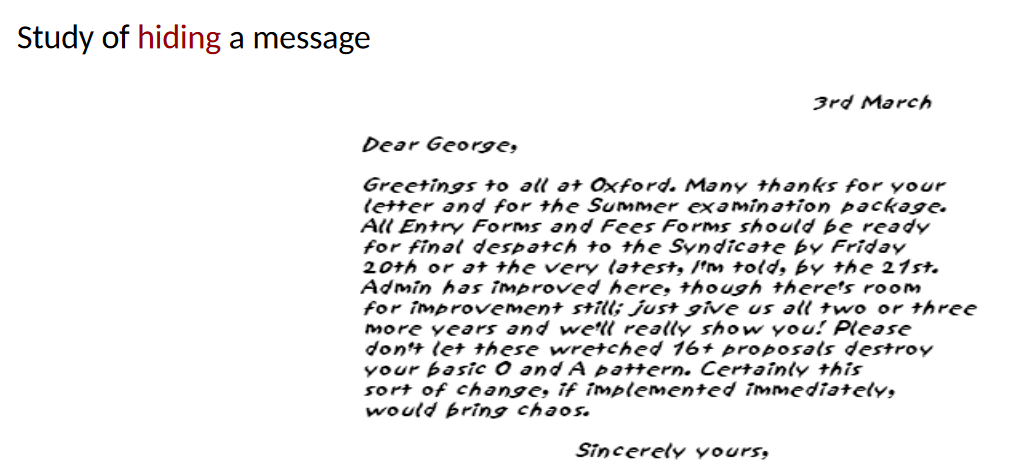 Study of hiding a message
3rd March
Dear George,
Greetings to all at Oxford. Many thanks for your
letter and for the Summer examination package.
All Entry Forms and Fees Forms should be ready
for final despatch to the Syndicate by Friday
20th or at the very latest, I'm told, by the 21st.
Admin has improved here, though there's room
for improvement still; just give us all two or three
more years and we'll really show you! Please
don't let these wretched 16+ proposals destroy
your basic O and A pattern. Certainly this
sort of change, if implemented immediately,
would bring chaos.
Sincerely yours,